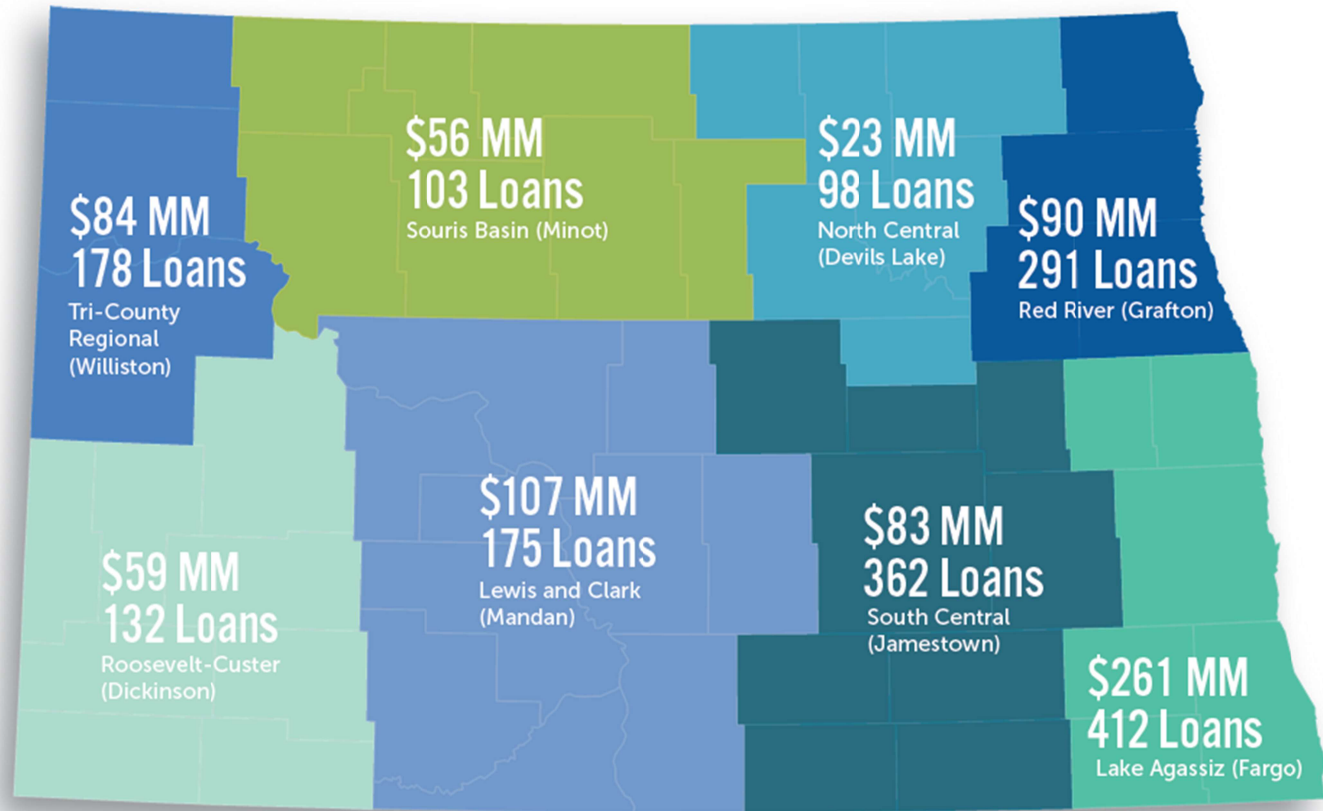 $56 MM
103 Loans
Souris Basin (Minot)
$23 MM
98 Loans
North Central
(Devils Lake)
$84 MM
178 Loans
Tri-County
Regional
(Williston)
$90 MM
291 Loans
Red River (Grafton)
$59 MM
132 Loans
Roosevelt-Custer
(Dickinson)
$107 MM
175 Loans
Lewis and Clark
(Mandan)
$83 MM
362 Loans
South Central
(Jamestown)
$261 MM
412 Loans
Lake Agassiz (Fargo)